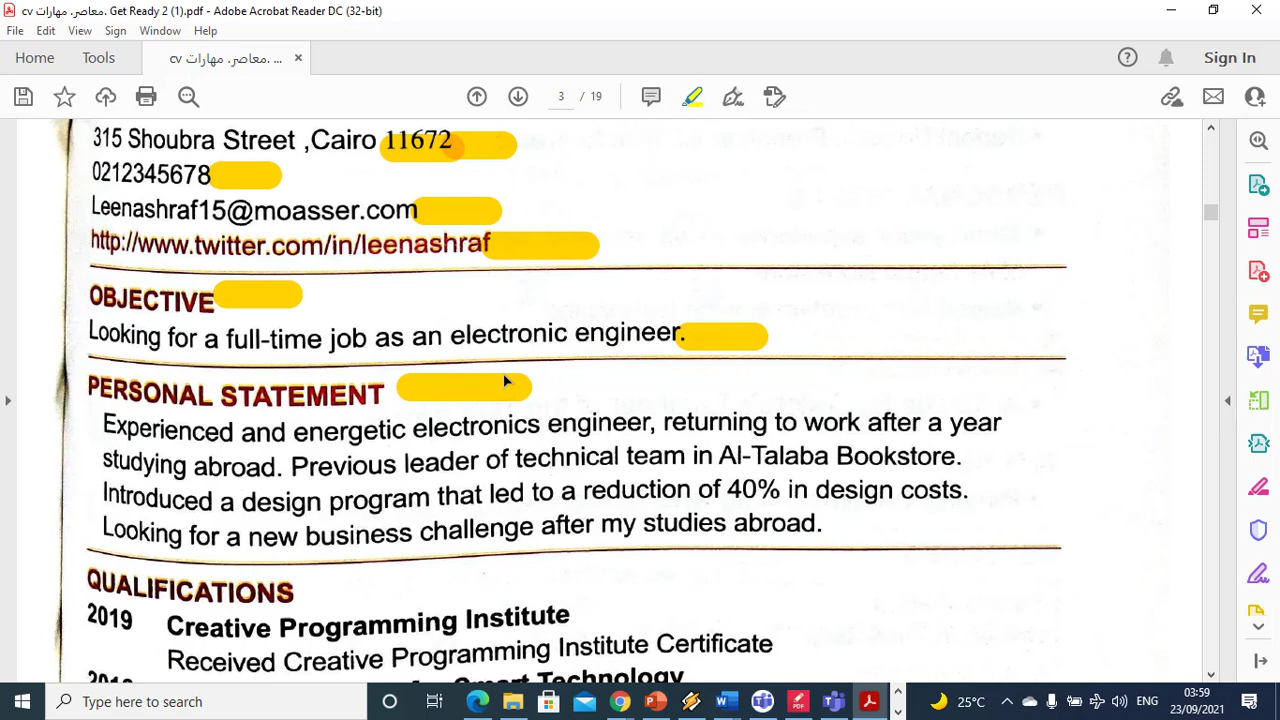 cv معاصر. مهارات. Get Ready 2 (1).pdf - Adobe Acrobat Reader DC (32-bit)
File Edit View Sign Window Help
Home Tools cv معاصر. مهارات. ... × Sign In
3 / 19
315 Shoubra Street ,Cairo 11672
0212345678
Leenashraf15@moasser.com
http://www.twitter.com/in/leenashraf
OBJECTIVE
Looking for a full-time job as an electronic engineer.
PERSONAL STATEMENT
Experienced and energetic electronics engineer, returning to work after a year
studying abroad. Previous leader of technical team in Al-Talaba Bookstore.
Introduced a design program that led to a reduction of 40% in design costs.
Looking for a new business challenge after my studies abroad.
QUALIFICATIONS
2019 Creative Programming Institute
Received Creative Programming Institute Certificate
Smart Technology
Type here to search
25°C ENG 03:59
23/09/2021